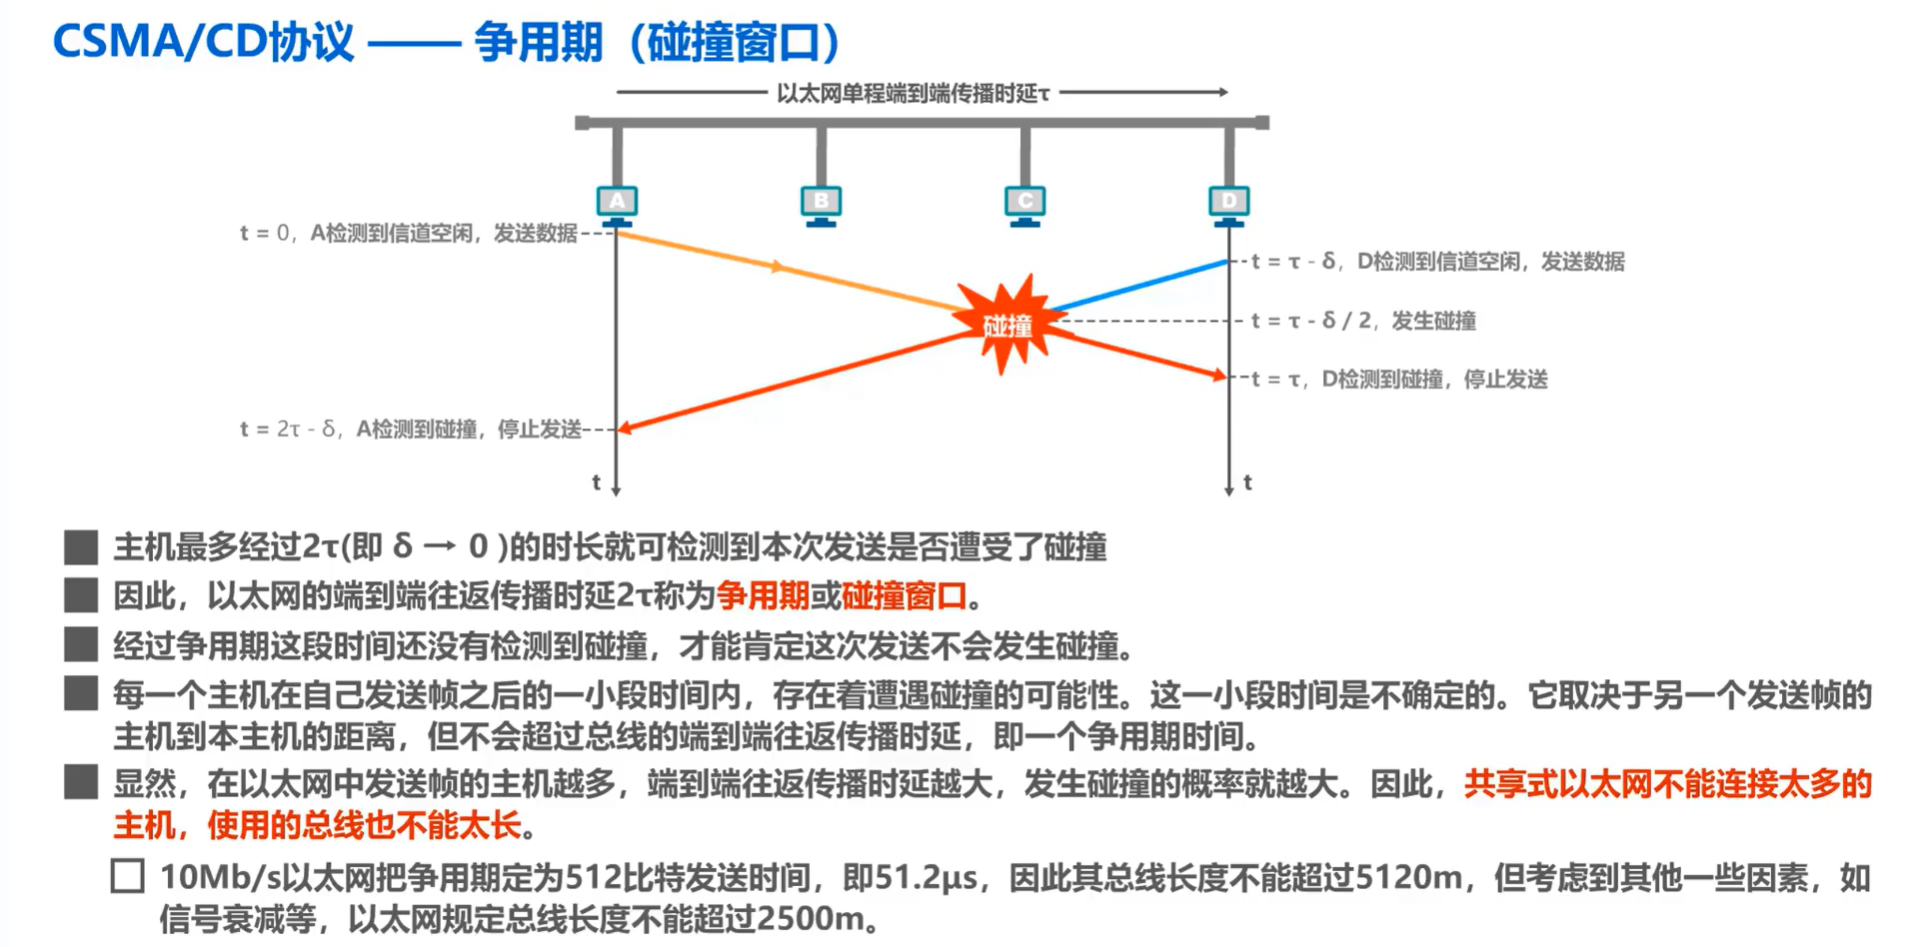 CSMA/CD协议 —— 争用期（碰撞窗口）
以太网单程端到端传播时延τ
A
B
C
D
t = 0，A检测到信道空闲，发送数据
t = τ - δ，D检测到信道空闲，发送数据
碰撞
t = τ - δ / 2，发生碰撞
t = τ，D检测到碰撞，停止发送
t = 2τ - δ，A检测到碰撞，停止发送
t
t
主机最多经过2τ(即 δ → 0 )的时长就可检测到本次发送是否遭受了碰撞
因此，以太网的端到端往返传播时延2τ称为争用期或碰撞窗口。
经过争用期这段时间还没有检测到碰撞，才能肯定这次发送不会发生碰撞。
每一个主机在自己发送帧之后的一小段时间内，存在着遭遇碰撞的可能性。这一小段时间是不确定的。它取决于另一个发送帧的
主机到本主机的距离，但不会超过总线的端到端往返传播时延，即一个争用期时间。
显然，在以太网中发送帧的主机越多，端到端往返传播时延越大，发生碰撞的概率就越大。因此，共享式以太网不能连接太多的
主机，使用的总线也不能太长。
10Mb/s以太网把争用期定为512比特发送时间，即51.2μs，因此其总线长度不能超过5120m，但考虑到其他一些因素，如
信号衰减等，以太网规定总线长度不能超过2500m。